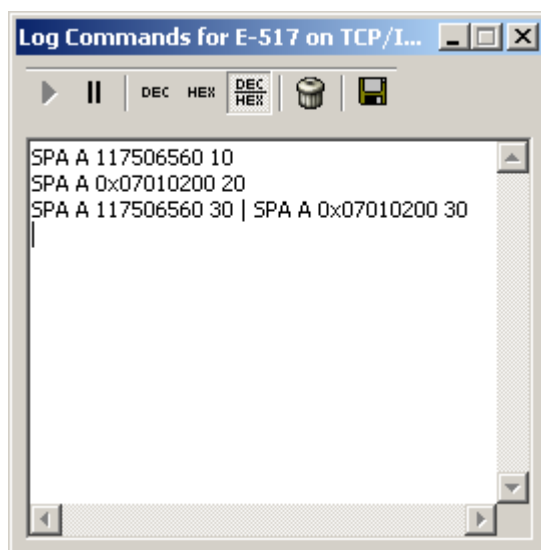 Log Commands for E-517 on TCP/I...
DEC HEX DEC HEX
SPA A 117506560 10
SPA A 0x07010200 20
SPA A 117506560 30 | SPA A 0x07010200 30